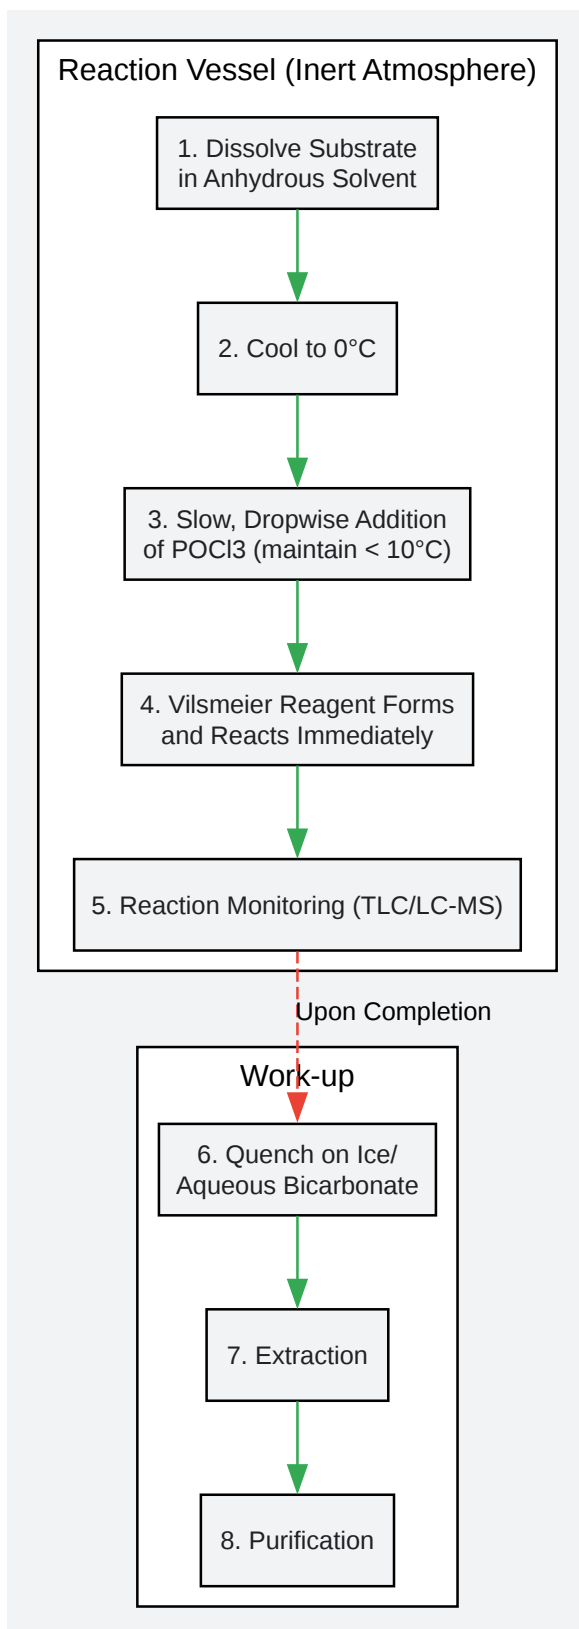 Reaction Vessel (Inert Atmosphere)
1. Dissolve Substrate
in Anhydrous Solvent
2. Cool to 0°C
3. Slow, Dropwise Addition
of POCl3 (maintain < 10°C)
4. Vilsmeier Reagent Forms
and Reacts Immediately
5. Reaction Monitoring (TLC/LC-MS)
Upon Completion
Work-up
6. Quench on Ice/
Aqueous Bicarbonate
7. Extraction
8. Purification